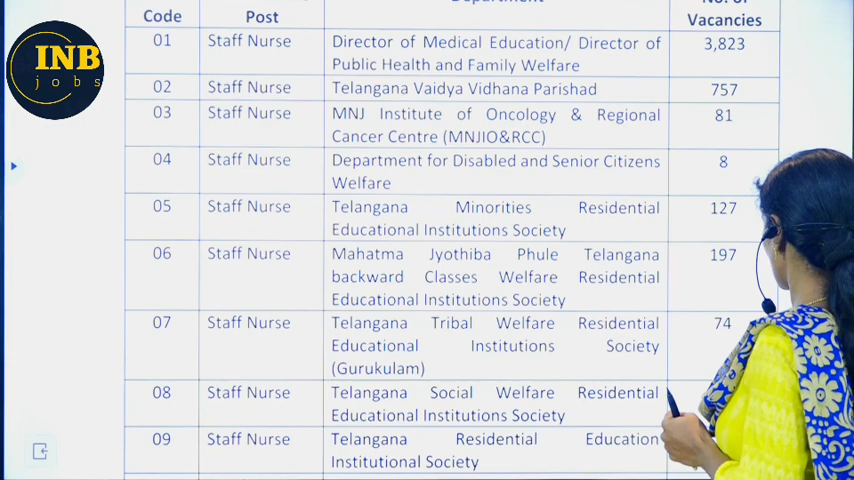 Department
No. of
Code
Post
Vacancies
INB
jobs
01
Staff Nurse
Director of Medical Education/ Director of
Public Health and Family Welfare
3,823
02
Staff Nurse
Telangana Vaidya Vidhana Parishad
757
03
Staff Nurse
MNJ Institute of Oncology & Regional
Cancer Centre (MNJIO&RCC)
81
04
Staff Nurse
Department for Disabled and Senior Citizens
Welfare
8
05
Staff Nurse
Telangana Minorities Residential
Educational Institutions Society
127
06
Staff Nurse
Mahatma Jyothiba Phule Telangana
backward Classes Welfare Residential
Educational Institutions Society
197
07
Staff Nurse
Telangana Tribal Welfare Residential
Educational Institutions Society
(Gurukulam)
74
08
Staff Nurse
Telangana Social Welfare Residential
Educational Institutions Society
09
Staff Nurse
Telangana Residential Education
Institutional Society